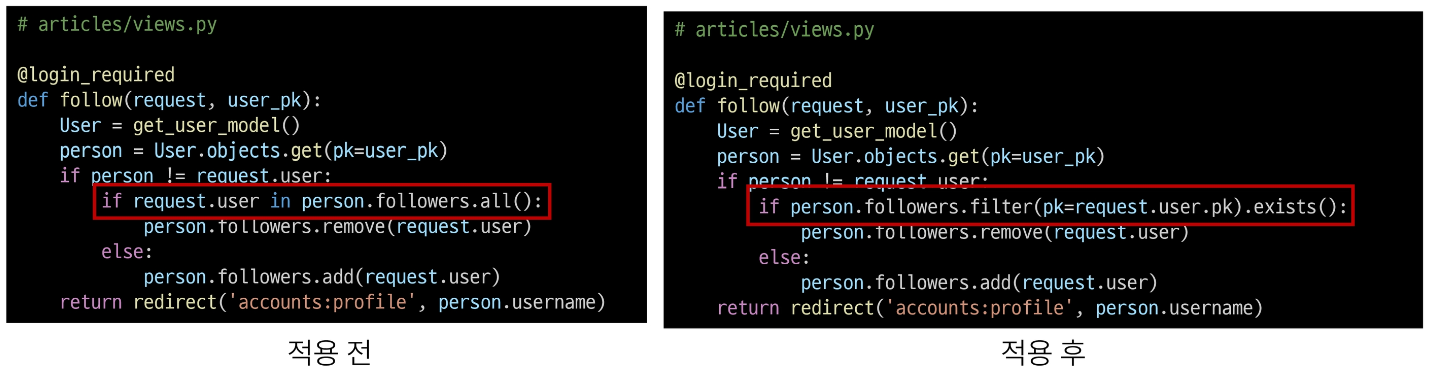 # articles/views.py
@login_required
def follow(request, user_pk):
    User = get_user_model()
    person = User.objects.get(pk=user_pk)
    if person != request.user:
        if request.user in person.followers.all():
            person.followers.remove(request.user)
        else:
            person.followers.add(request.user)
    return redirect('accounts:profile', person.username)
적용 전
# articles/views.py
@login_required
def follow(request, user_pk):
    User = get_user_model()
    person = User.objects.get(pk=user_pk)
    if person != request.user:
        if person.followers.filter(pk=request.user.pk).exists():
            person.followers.remove(request.user)
        else:
            person.followers.add(request.user)
    return redirect('accounts:profile', person.username)
적용 후